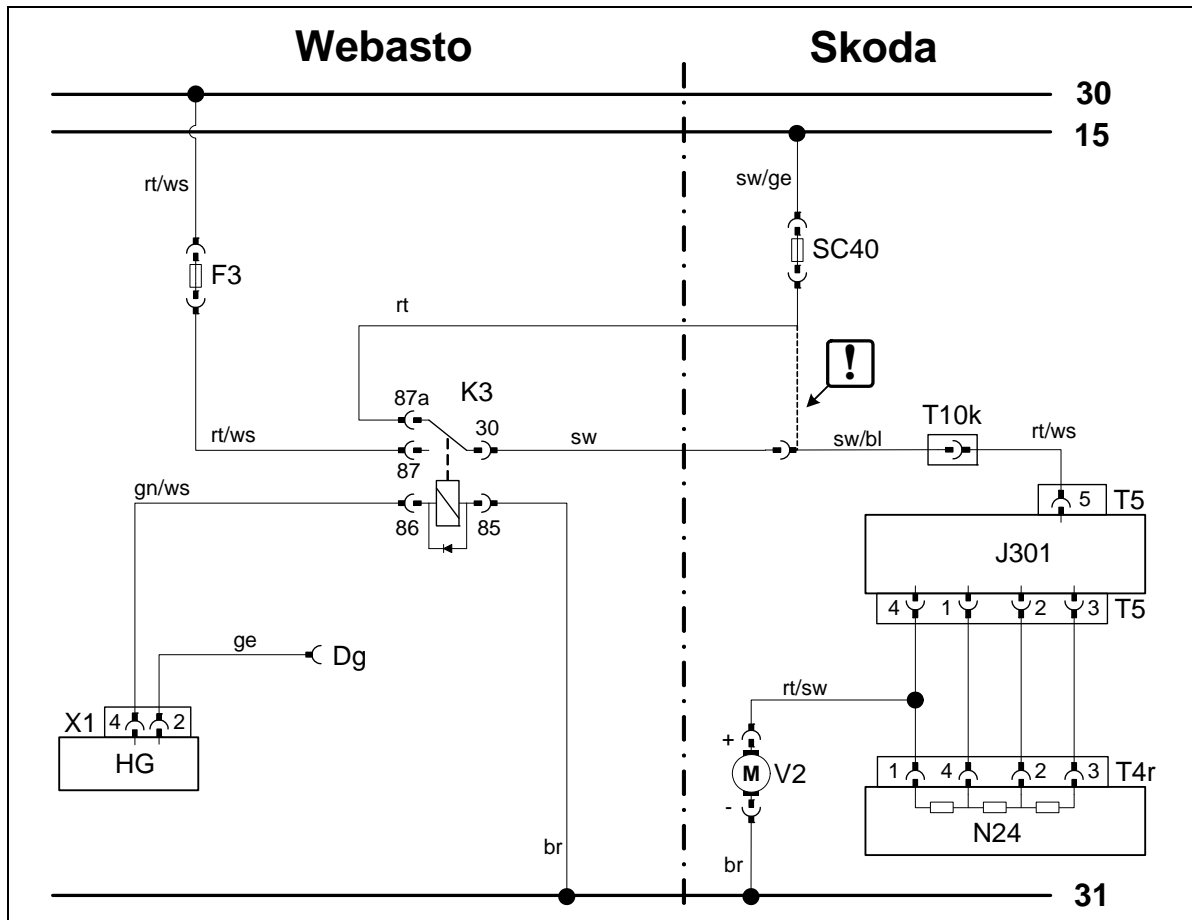 Webasto Skoda
30
15
rt/ws sw/ge
F3 SC40
rt
!
87a K3
30 T10k
rt/ws sw sw/bl rt/ws
87
gn/ws
86 85
5 T5
J301
4 1 2 3 T5
ge Dg
rt/sw
X1 4 2
HG
+
M V2
-
1 4 2 3 T4r
N24
br br
31